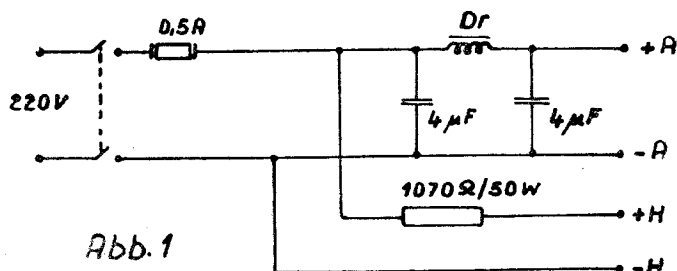 0,5A
Dr
+A
220V
4µF
4µF
-A
1070Ω/50W
+H
Abb.1
-H